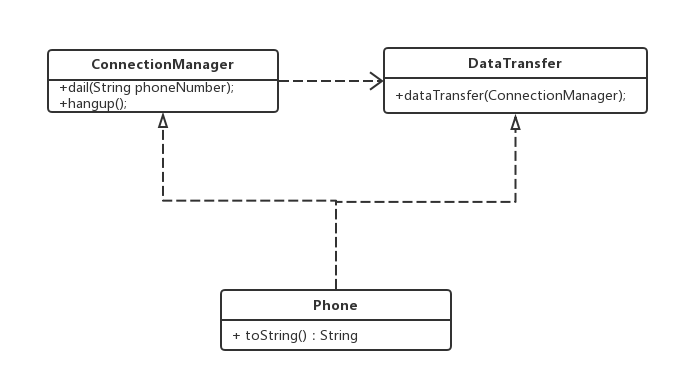 ConnectionManager
+dail(String phoneNumber);
+hangup();
DataTransfer
+dataTransfer(ConnectionManager);
Phone
+ toString() : String